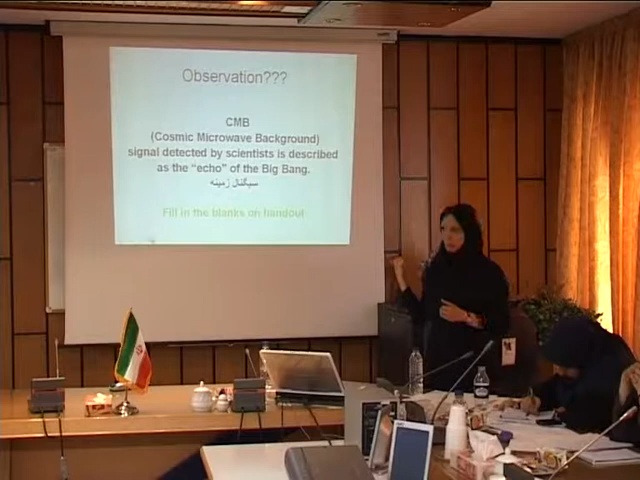 Observation???
CMB
(Cosmic Microwave Background)
signal detected by scientists is described
as the "echo" of the Big Bang.
سیگنال زمینه
Fill in the blanks on handout